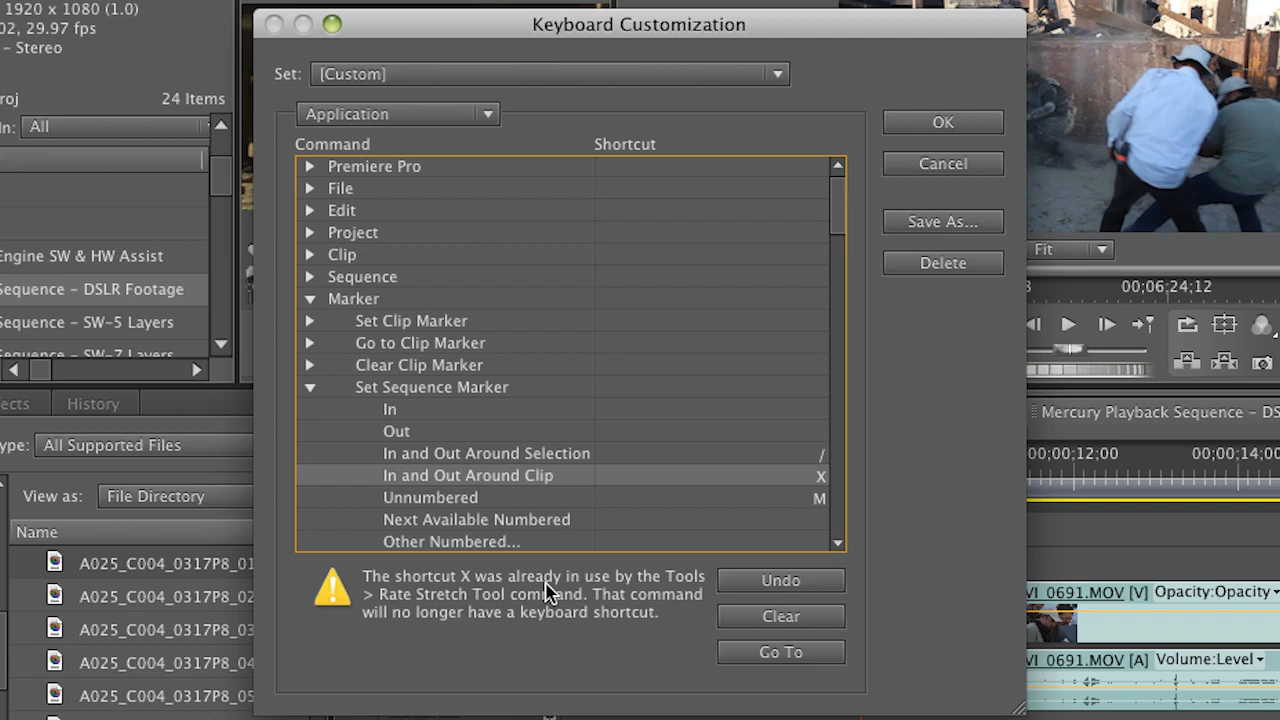 1920 x 1080 (1.0)
02, 29.97 fps
– Stereo
roj
24 Items
In: All
Engine SW & HW Assist
Sequence – DSLR Footage
Sequence – SW-5 Layers
Sequence – SW-7 Layers
ects
History
ype: All Supported Files
View as: File Directory
Name
A025_C004_0317P8_01
A025_C004_0317P8_02
A025_C004_0317P8_03
A025_C004_0317P8_04
A025_C004_0317P8_05
Keyboard Customization
Set: [Custom]
Application
Command Shortcut
Premiere Pro
File
Edit
Project
Clip
Sequence
Marker
Set Clip Marker
Go to Clip Marker
Clear Clip Marker
Set Sequence Marker
In
Out
In and Out Around Selection /
In and Out Around Clip X
Unnumbered M
Next Available Numbered
Other Numbered...
The shortcut X was already in use by the Tools
> Rate Stretch Tool command. That command
will no longer have a keyboard shortcut.
Undo
Clear
Go To
OK
Cancel
Save As...
Delete
Fit
8 00;06;24;12
Mercury Playback Sequence – DS
00;00;12;00 00;00;14;0
VI_0691.MOV [V] Opacity:Opacity
VI_0691.MOV [A] Volume:Level